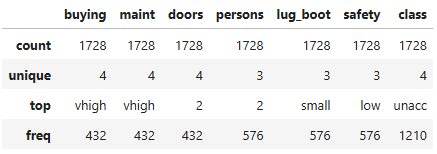 buying maint doors persons lug_boot safety class
count 1728 1728 1728 1728 1728 1728 1728
unique 4 4 4 3 3 3 4
top vhigh vhigh 2 2 small low unacc
freq 432 432 432 576 576 576 1210